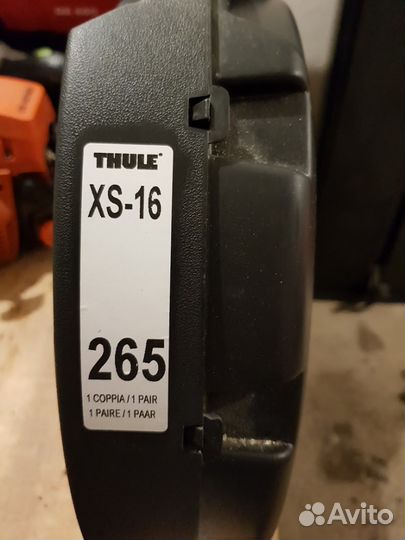 THULE
XS-16
265
1 COPPIA / 1 PAIR
1 PAIRE / 1 PAAR
Avito